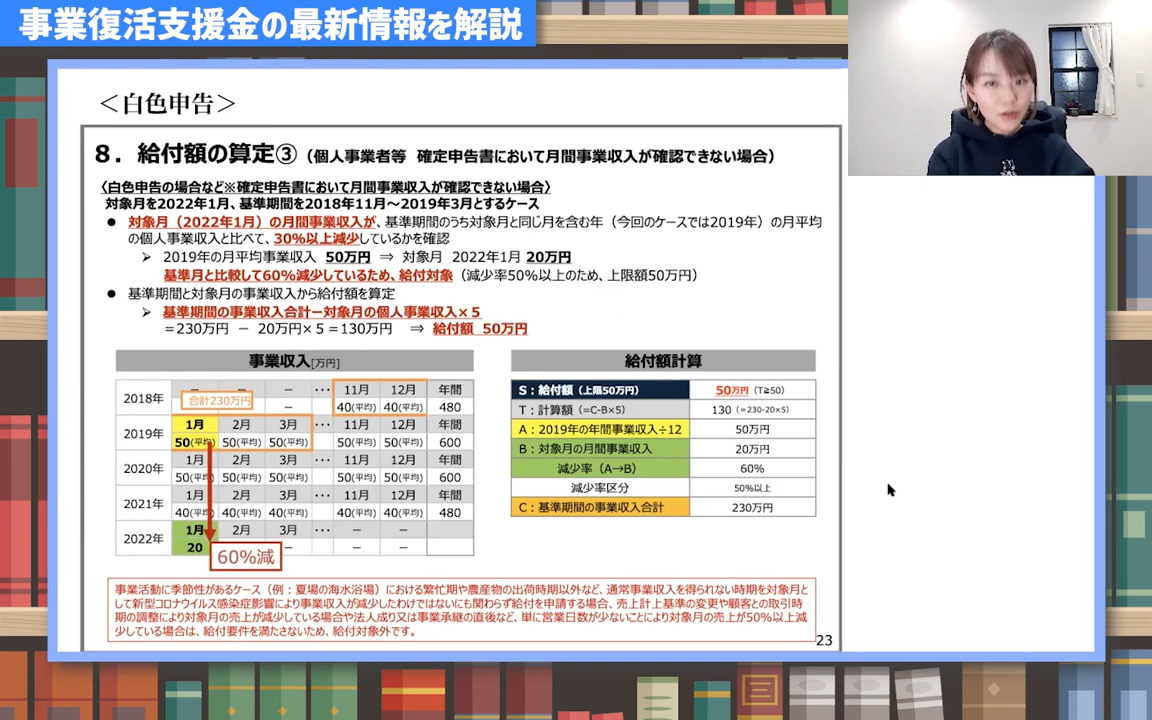 事業復活支援金の最新情報を解説
＜白色申告＞
8．給付額の算定③（個人事業者等　確定申告書において月間事業収入が確認できない場合）
〈白色申告の場合など※確定申告書において月間事業収入が確認できない場合〉
対象月を2022年1月、基準期間を2018年11月～2019年3月とするケース
● 対象月（2022年1月）の月間事業収入が、基準期間のうち対象月と同じ月を含む年（今回のケースでは2019年）の月平均
の個人事業収入と比べて、30％以上減少しているかを確認
➢ 2019年の月平均事業収入 50万円 ⇒ 対象月 2022年1月 20万円
基準月と比較して60％減少しているため、給付対象（減少率50％以上のため、上限額50万円）
● 基準期間と対象月の事業収入から給付額を算定
➢ 基準期間の事業収入合計－対象月の個人事業収入×５
＝230万円 － 20万円×５＝130万円 ⇒ 給付額 50万円
事業収入[万円]
2018年 － － － … 11月 12月 年間
合計230万円 － 40(平均) 40(平均) 480
2019年 1月 2月 3月 … 11月 12月 年間
50(平均) 50(平均) 50(平均) 50(平均) 50(平均) 600
2020年 1月 2月 3月 … 11月 12月 年間
50(平均) 50(平均) 50(平均) 50(平均) 50(平均) 600
2021年 1月 2月 3月 … 11月 12月 年間
40(平均) 40(平均) 40(平均) 40(平均) 40(平均) 480
2022年 1月 2月 3月 … － －
20 － － －
60%減
給付額計算
S：給付額（上限50万円） 50万円（T≧50）
T：計算額（=C-B×5） 130（=230-20×5）
A：2019年の年間事業収入÷12 50万円
B：対象月の月間事業収入 20万円
減少率（A→B） 60%
減少率区分 50%以上
C：基準期間の事業収入合計 230万円
事業活動に季節性があるケース（例：夏場の海水浴場）における繁忙期や農産物の出荷時期以外など、通常事業収入を得られない時期を対象月と
して新型コロナウイルス感染症影響により事業収入が減少したわけではないにも関わらず給付を申請する場合、売上計上基準の変更や顧客との取引時
期の調整により対象月の売上が減少している場合や法人成り又は事業承継の直後など、単に営業日数が少ないことにより対象月の売上が50％以上減
少している場合は、給付要件を満たさないため、給付対象外です。
23